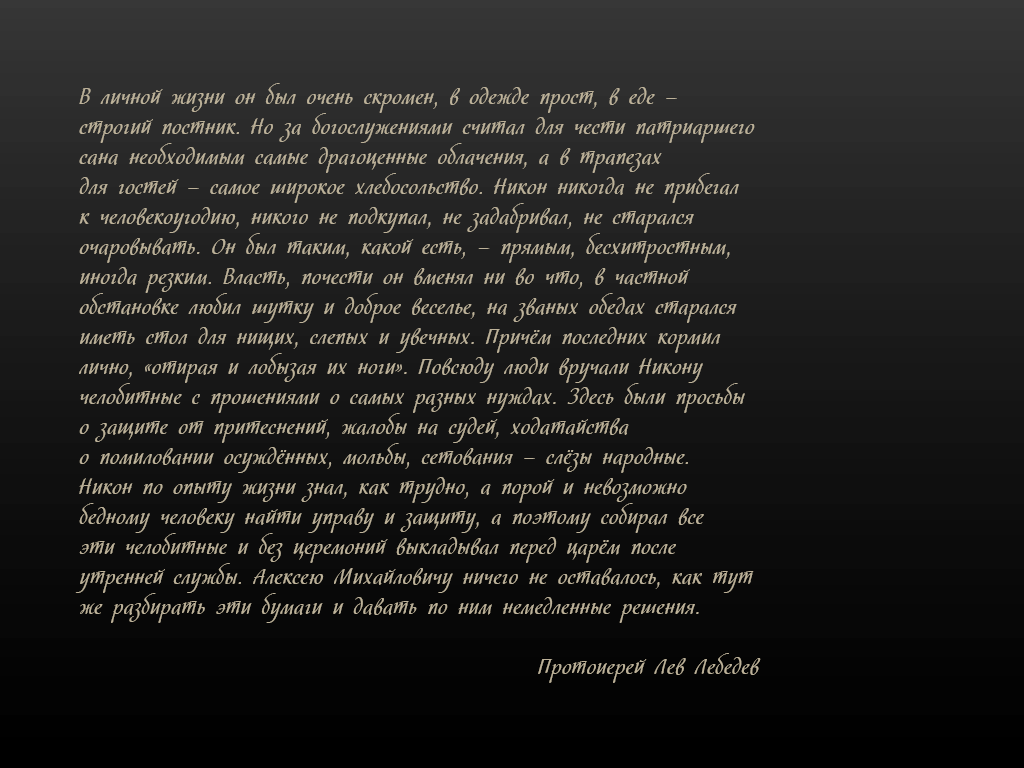 В личной жизни он был очень скромен, в одежде прост, в еде –
строгий постник. Но за богослужениями считал для чести патриаршего
сана необходимым самые драгоценные облачения, а в трапезах
для гостей – самое широкое хлебосольство. Никон никогда не прибегал
к человекоугодию, никого не подкупал, не задабривал, не старался
очаровывать. Он был таким, какой есть, – прямым, бесхитростным,
иногда резким. Власть, почести он вменял ни во что, в частной
обстановке любил шутку и доброе веселье, на званых обедах старался
иметь стол для нищих, слепых и увечных. Причём последних кормил
лично, «отирая и лобызая их ноги». Повсюду люди вручали Никону
челобитные с прошениями о самых разных нуждах. Здесь были просьбы
о защите от притеснений, жалобы на судей, ходатайства
о помиловании осуждённых, мольбы, сетования – слёзы народные.
Никон по опыту жизни знал, как трудно, а порой и невозможно
бедному человеку найти управу и защиту, а поэтому собирал все
эти челобитные и без церемоний выкладывал перед царём после
утренней службы. Алексею Михайловичу ничего не оставалось, как тут
же разбирать эти бумаги и давать по ним немедленные решения.
Протоиерей Лев Лебедев